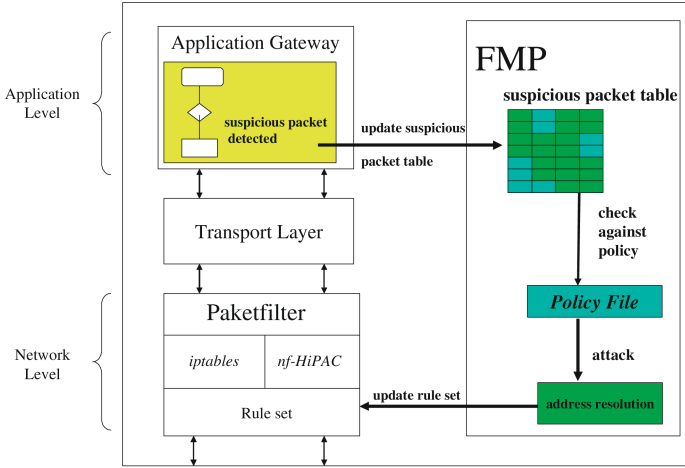 Application
Level
Application Gateway
suspicious packet
detected
update suspicious
packet table
FMP
suspicious packet table
check
against
policy
Transport Layer
Policy File
attack
Network
Level
Paketfilter
iptables
nf-HiPAC
Rule set
update rule set
address resolution